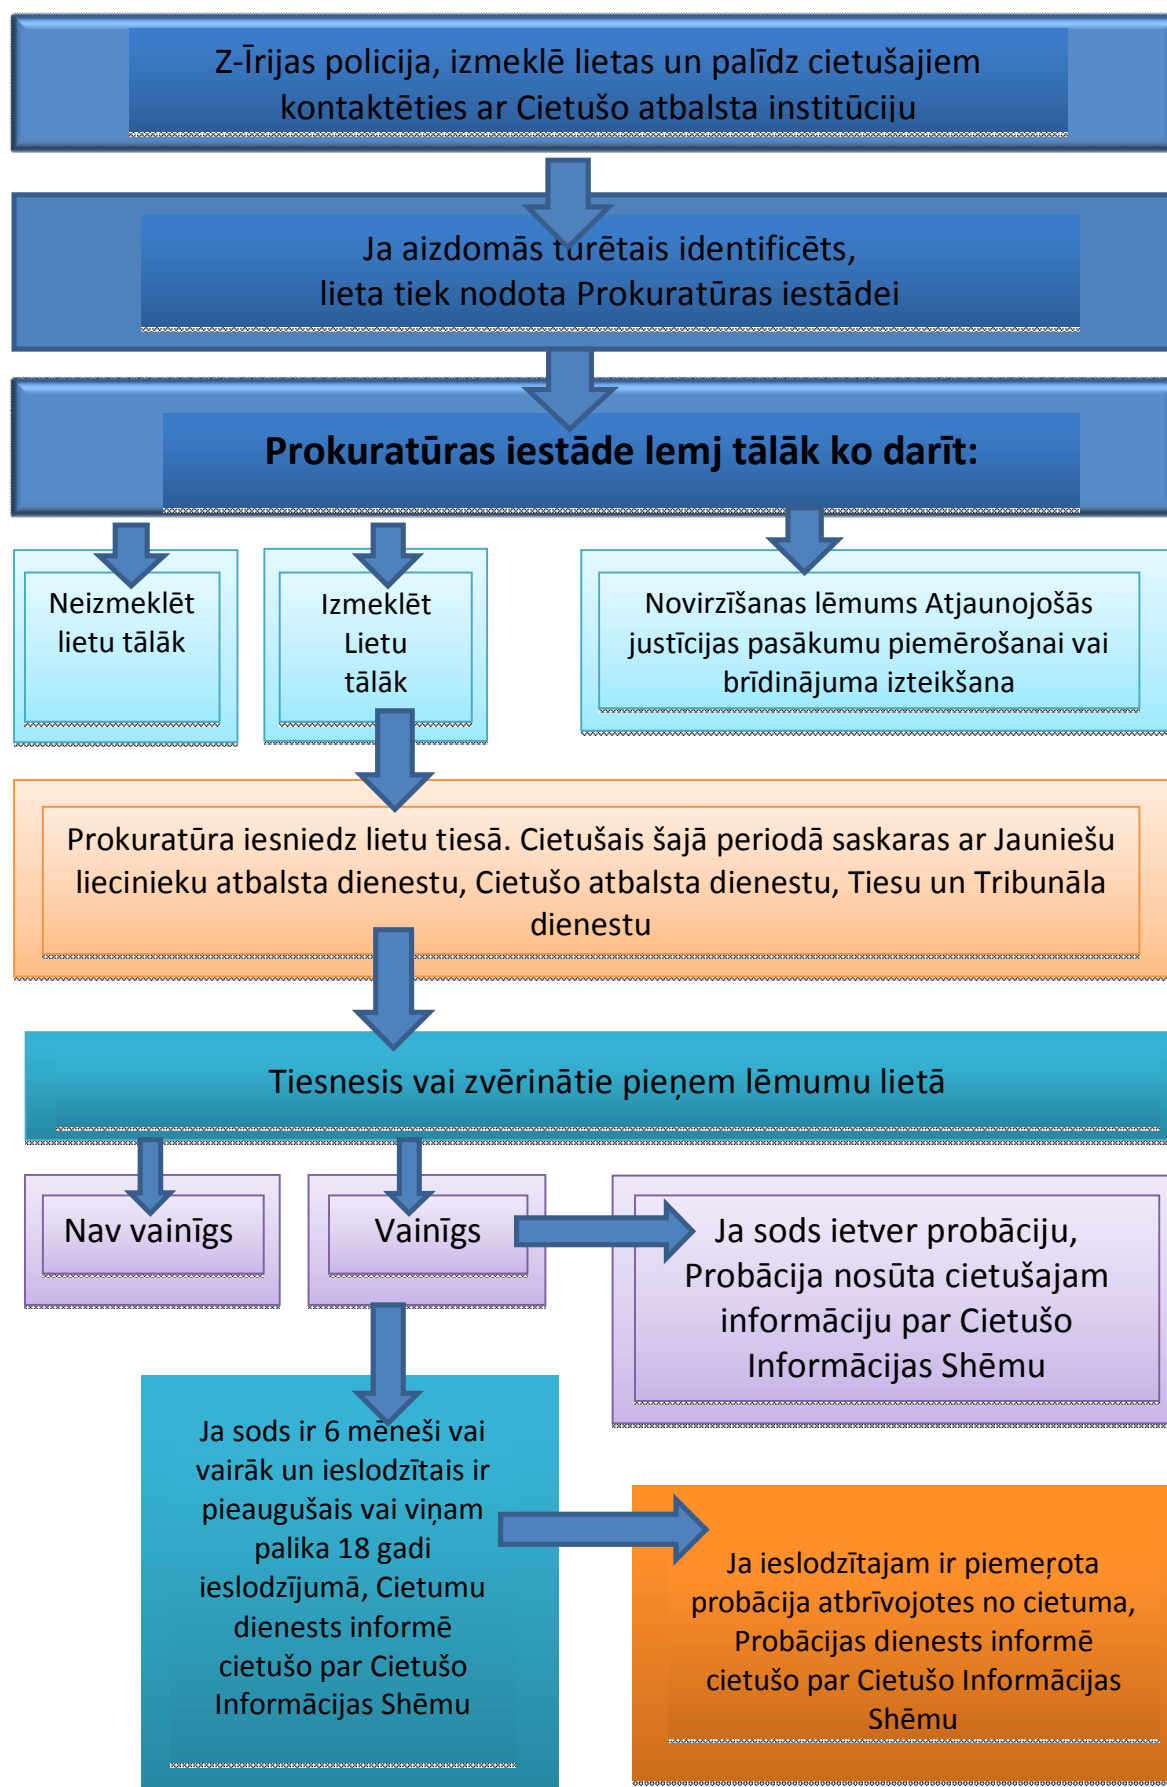 Z-Īrijas policija, izmeklē lietas un palīdz cietušajiem
kontaktēties ar Cietušo atbalsta institūciju
Ja aizdomās turētais identificēts,
lieta tiek nodota Prokuratūras iestādei
Prokuratūras iestāde lemj tālāk ko darīt:
Neizmeklēt
lietu tālāk
Izmeklēt
Lietu
tālāk
Novirzīšanas lēmums Atjaunojošās
justīcijas pasākumu piemērošanai vai
brīdinājuma izteikšana
Prokuratūra iesniedz lietu tiesā. Cietušais šajā periodā saskaras ar Jauniešu
liecinieku atbalsta dienestu, Cietušo atbalsta dienestu, Tiesu un Tribunāla
dienestu
Tiesnesis vai zvērinātie pieņem lēmumu lietā
Nav vainīgs
Vainīgs
Ja sods ietver probāciju,
Probācija nosūta cietušajam
informāciju par Cietušo
Informācijas Shēmu
Ja sods ir 6 mēneši vai
vairāk un ieslodzītais ir
pieaugušais vai viņam
palika 18 gadi
ieslodzījumā, Cietumu
dienests informē
cietušo par Cietušo
Informācijas Shēmu
Ja ieslodzītajam ir piemeŗota
probācija atbrīvojotes no cietuma,
Probācijas dienests informē
cietušo par Cietušo Informācijas
Shēmu